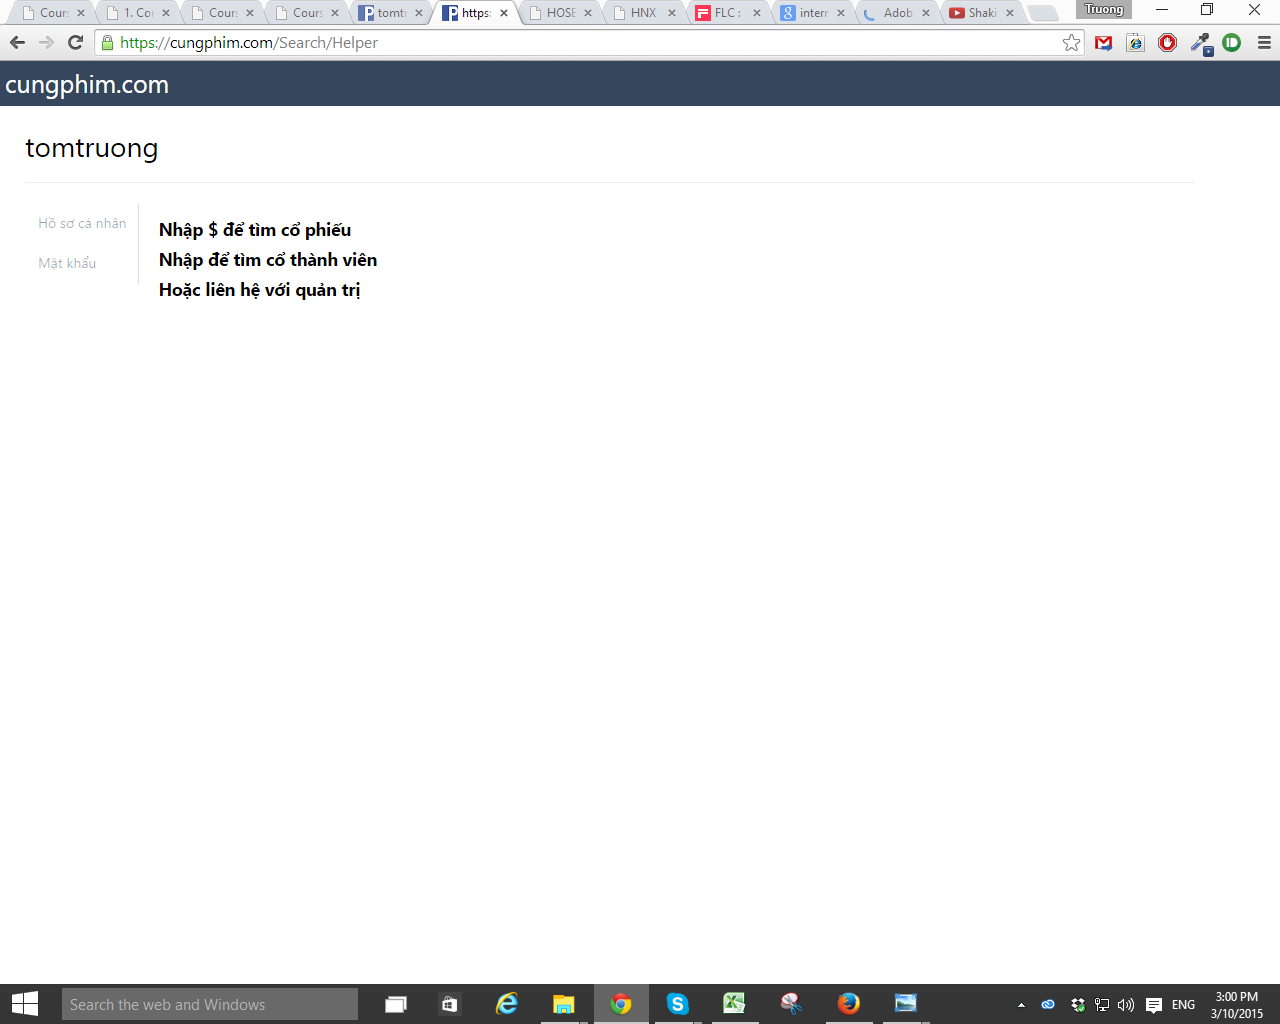 Cours
1. Cor
Cours
Cours
tomtr
https:
HOSE
HNX
FLC :
interr
Adob
Shaki
Truong
https://cungphim.com/Search/Helper
cungphim.com
tomtruong
Hồ sơ cá nhân
Mật khẩu
Nhập $ để tìm cổ phiếu
Nhập để tìm cổ thành viên
Hoặc liên hệ với quản trị
Search the web and Windows
ENG
3:00 PM
3/10/2015